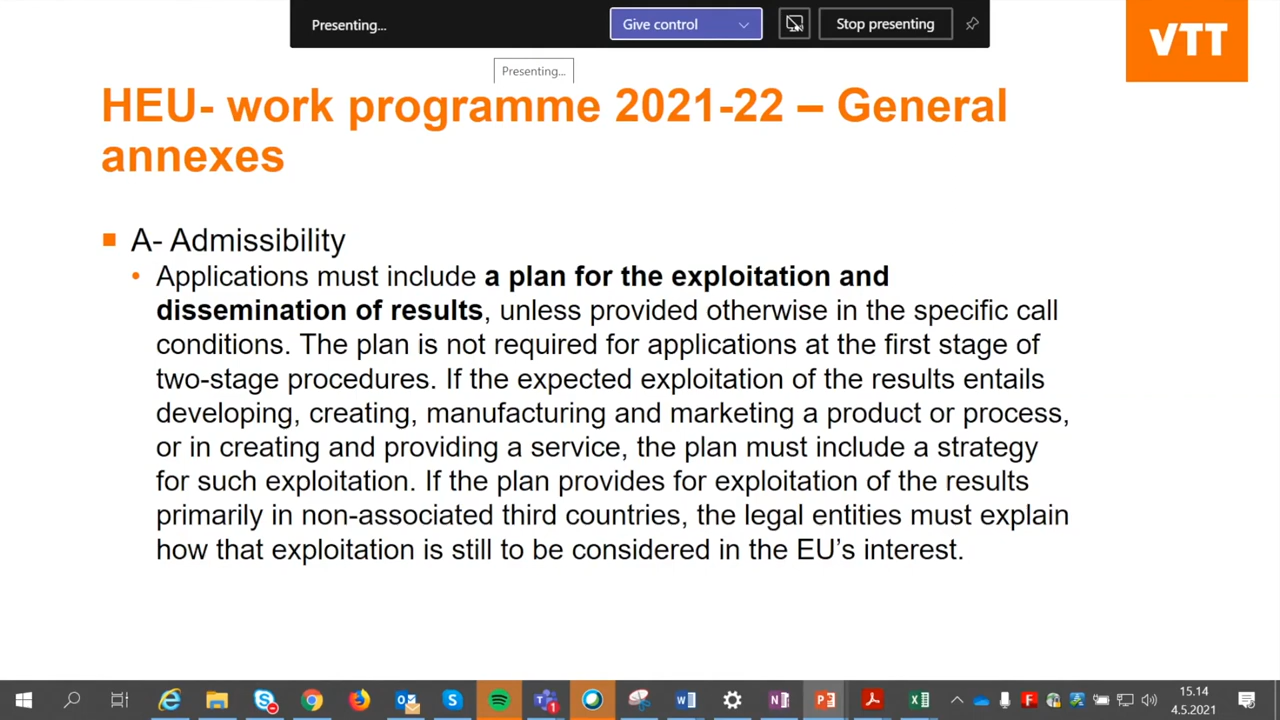 Presenting...
Give control
Stop presenting
VTT
Presenting...
HEU- work programme 2021-22 – General
annexes
A- Admissibility
Applications must include a plan for the exploitation and
dissemination of results, unless provided otherwise in the specific call
conditions. The plan is not required for applications at the first stage of
two-stage procedures. If the expected exploitation of the results entails
developing, creating, manufacturing and marketing a product or process,
or in creating and providing a service, the plan must include a strategy
for such exploitation. If the plan provides for exploitation of the results
primarily in non-associated third countries, the legal entities must explain
how that exploitation is still to be considered in the EU’s interest.
15.14
4.5.2021